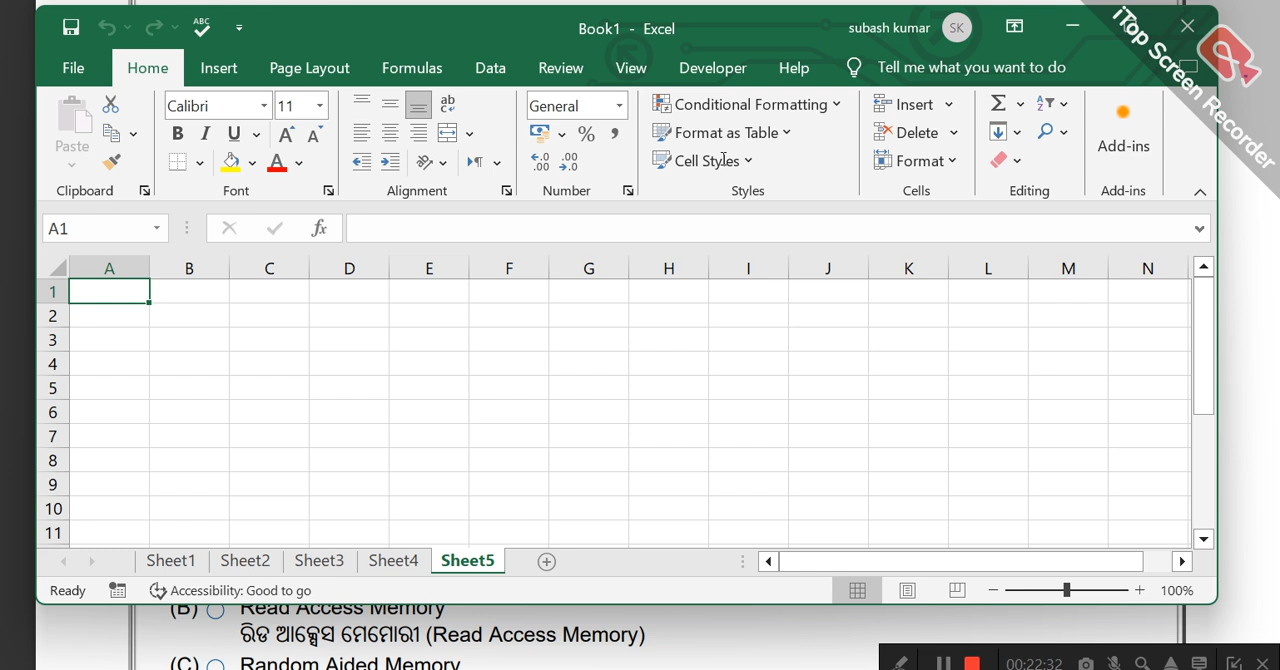 ABC
Book1 - Excel
subash kumar SK
iTop Screen Recorder
File Home Insert Page Layout Formulas Data Review View Developer Help Tell me what you want to do
Paste
Calibri 11
ab
General
Conditional Formatting
Insert
B I U A A
% ,
Format as Table
Delete
Add-ins
A
.00
Cell Styles
Format
Clipboard Font Alignment Number Styles Cells Editing Add-ins
A1
fx
A B C D E F G H I J K L M N
1
2
3
4
5
6
7
8
9
10
11
Sheet1 Sheet2 Sheet3 Sheet4 Sheet5
Ready Accessibility: Good to go 100%
(B) Read Access Memory
ରିଡ ଆକ୍ସେସ ମେମୋରୀ (Read Access Memory)
(C) Random Aided Memory
00:22:32